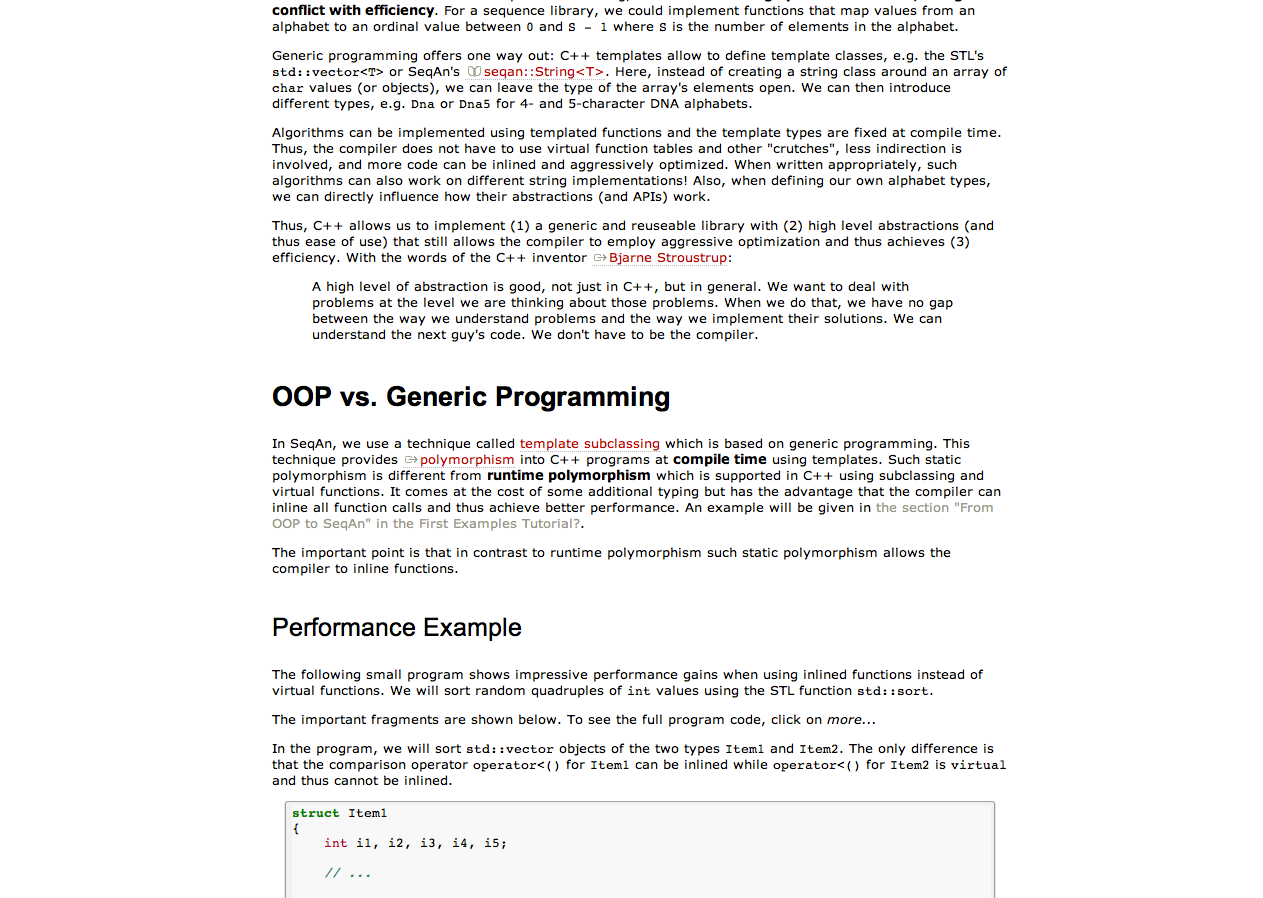 conflict with efficiency. For a sequence library, we could implement functions that map values from an
alphabet to an ordinal value between 0 and S - 1 where S is the number of elements in the alphabet.
Generic programming offers one way out: C++ templates allow to define template classes, e.g. the STL's
std::vector<T> or SeqAn's seqan::String<T>. Here, instead of creating a string class around an array of
char values (or objects), we can leave the type of the array's elements open. We can then introduce
different types, e.g. Dna or Dna5 for 4- and 5-character DNA alphabets.
Algorithms can be implemented using templated functions and the template types are fixed at compile time.
Thus, the compiler does not have to use virtual function tables and other "crutches", less indirection is
involved, and more code can be inlined and aggressively optimized. When written appropriately, such
algorithms can also work on different string implementations! Also, when defining our own alphabet types,
we can directly influence how their abstractions (and APIs) work.
Thus, C++ allows us to implement (1) a generic and reuseable library with (2) high level abstractions (and
thus ease of use) that still allows the compiler to employ aggressive optimization and thus achieves (3)
efficiency. With the words of the C++ inventor Bjarne Stroustrup:
A high level of abstraction is good, not just in C++, but in general. We want to deal with
problems at the level we are thinking about those problems. When we do that, we have no gap
between the way we understand problems and the way we implement their solutions. We can
understand the next guy's code. We don't have to be the compiler.
OOP vs. Generic Programming
In SeqAn, we use a technique called template subclassing which is based on generic programming. This
technique provides polymorphism into C++ programs at compile time using templates. Such static
polymorphism is different from runtime polymorphism which is supported in C++ using subclassing and
virtual functions. It comes at the cost of some additional typing but has the advantage that the compiler can
inline all function calls and thus achieve better performance. An example will be given in the section "From
OOP to SeqAn" in the First Examples Tutorial?.
The important point is that in contrast to runtime polymorphism such static polymorphism allows the
compiler to inline functions.
Performance Example
The following small program shows impressive performance gains when using inlined functions instead of
virtual functions. We will sort random quadruples of int values using the STL function std::sort.
The important fragments are shown below. To see the full program code, click on more...
In the program, we will sort std::vector objects of the two types Item1 and Item2. The only difference is
that the comparison operator operator<() for Item1 can be inlined while operator<() for Item2 is virtual
and thus cannot be inlined.
struct Item1
{
int i1, i2, i3, i4, i5;
// ...